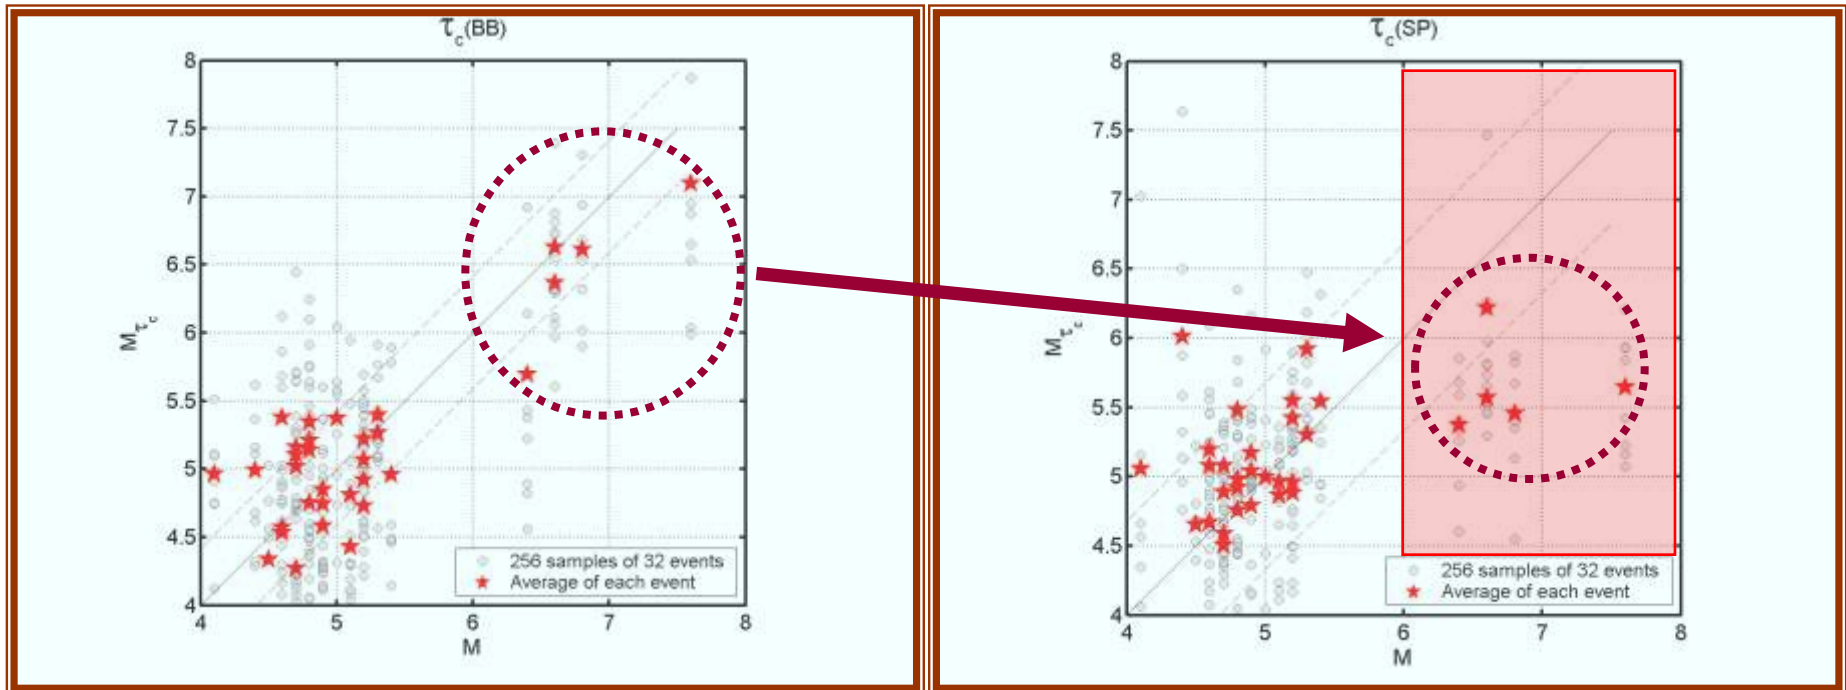 τc(BB)
8
7.5
7
6.5
6
5.5
5
4.5
4
4 5 6 7 8
Mτc
M
256 samples of 32 events
Average of each event
τc(SP)
8
7.5
7
6.5
6
5.5
5
4.5
4
4 5 6 7 8
Mτc
M
256 samples of 32 events
Average of each event